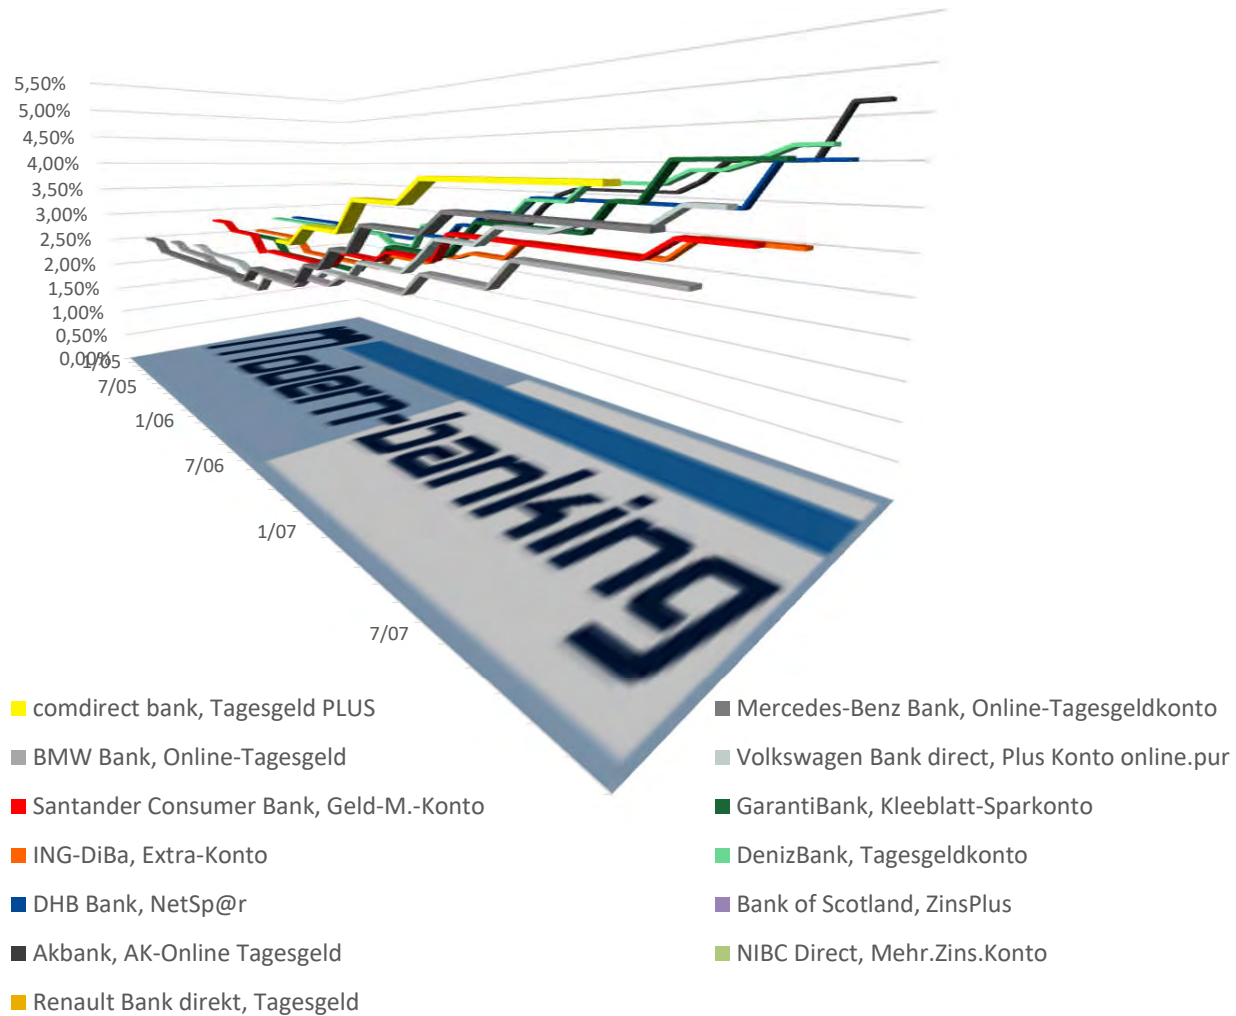 5,50%
5,00%
4,50%
4,00%
3,50%
3,00%
2,50%
2,00%
1,50%
1,00%
0,50%
0,00%
1/05
7/05
1/06
7/06
1/07
7/07
modern-banking
comdirect bank, Tagesgeld PLUS
Mercedes-Benz Bank, Online-Tagesgeldkonto
BMW Bank, Online-Tagesgeld
Volkswagen Bank direct, Plus Konto online.pur
Santander Consumer Bank, Geld-M.-Konto
GarantiBank, Kleeblatt-Sparkonto
ING-DiBa, Extra-Konto
DenizBank, Tagesgeldkonto
DHB Bank, NetSp@r
Bank of Scotland, ZinsPlus
Akbank, AK-Online Tagesgeld
NIBC Direct, Mehr.Zins.Konto
Renault Bank direkt, Tagesgeld